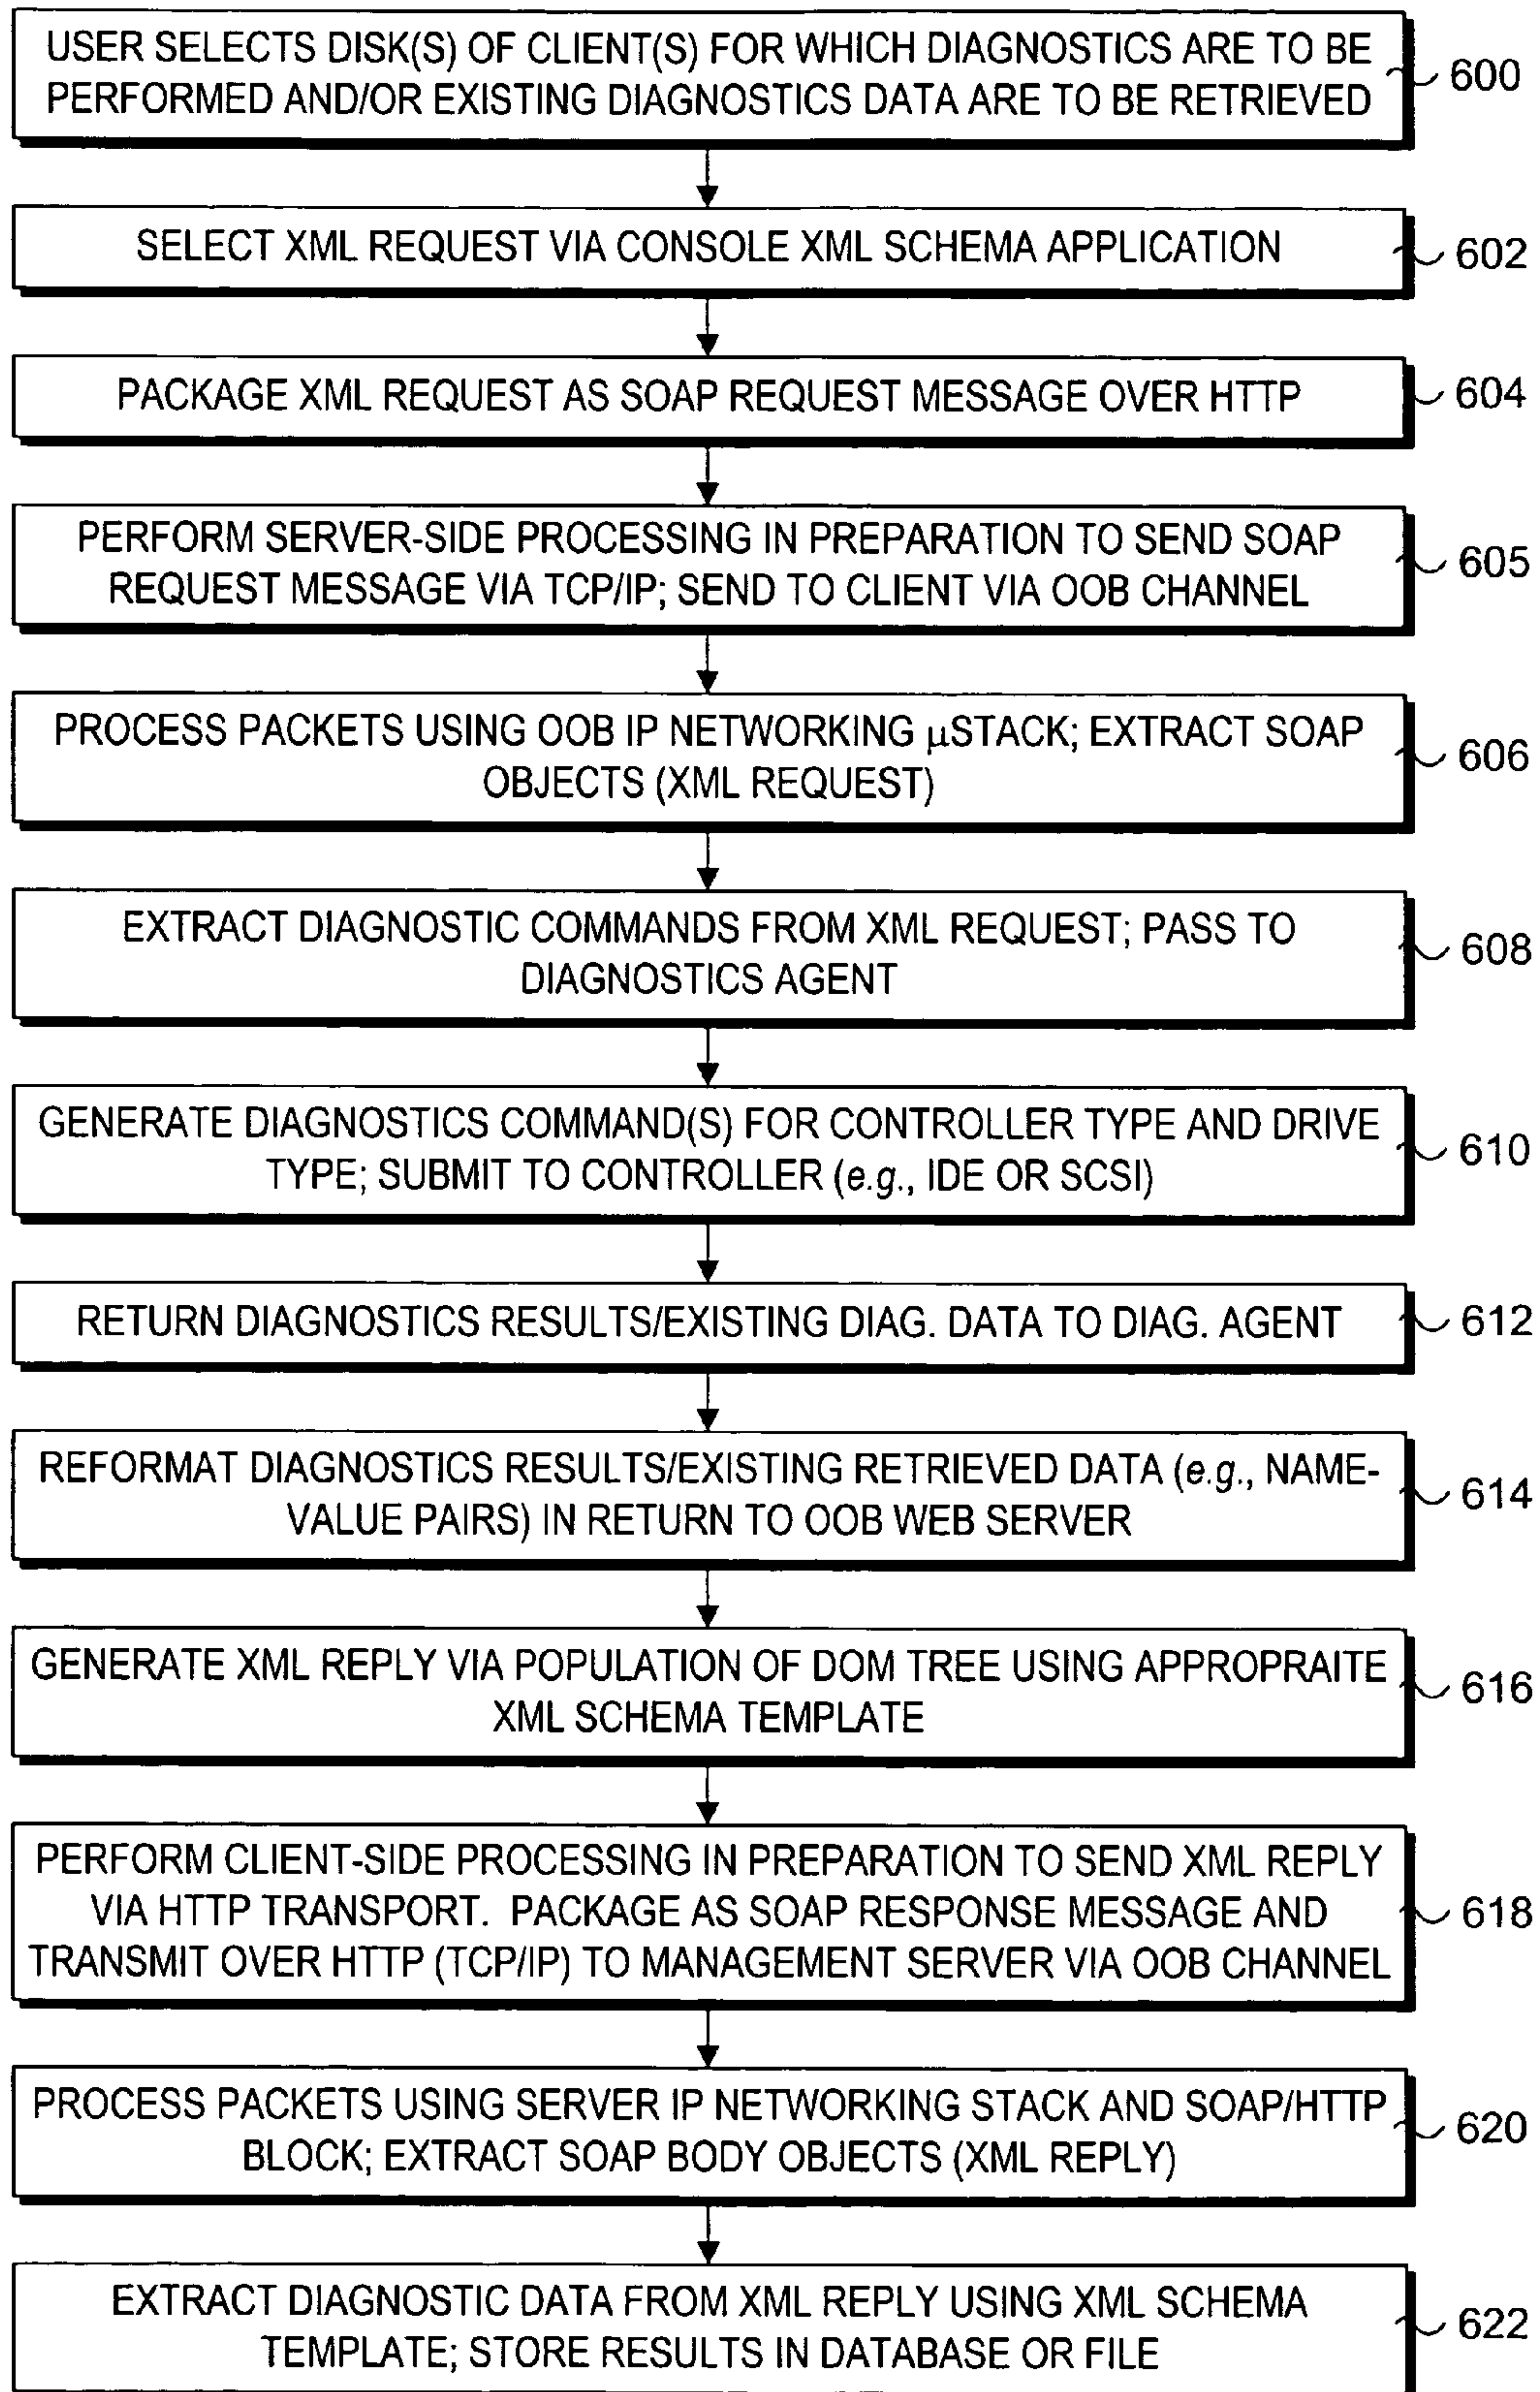 USER SELECTS DISK(S) OF CLIENT(S) FOR WHICH DIAGNOSTICS ARE TO BE
PERFORMED AND/OR EXISTING DIAGNOSTICS DATA ARE TO BE RETRIEVED
600
SELECT XML REQUEST VIA CONSOLE XML SCHEMA APPLICATION
602
PACKAGE XML REQUEST AS SOAP REQUEST MESSAGE OVER HTTP
604
PERFORM SERVER-SIDE PROCESSING IN PREPARATION TO SEND SOAP
REQUEST MESSAGE VIA TCP/IP; SEND TO CLIENT VIA OOB CHANNEL
605
PROCESS PACKETS USING OOB IP NETWORKING µSTACK; EXTRACT SOAP
OBJECTS (XML REQUEST)
606
EXTRACT DIAGNOSTIC COMMANDS FROM XML REQUEST; PASS TO
DIAGNOSTICS AGENT
608
GENERATE DIAGNOSTICS COMMAND(S) FOR CONTROLLER TYPE AND DRIVE
TYPE; SUBMIT TO CONTROLLER (e.g., IDE OR SCSI)
610
RETURN DIAGNOSTICS RESULTS/EXISTING DIAG. DATA TO DIAG. AGENT
612
REFORMAT DIAGNOSTICS RESULTS/EXISTING RETRIEVED DATA (e.g., NAME-
VALUE PAIRS) IN RETURN TO OOB WEB SERVER
614
GENERATE XML REPLY VIA POPULATION OF DOM TREE USING APPROPRAITE
XML SCHEMA TEMPLATE
616
PERFORM CLIENT-SIDE PROCESSING IN PREPARATION TO SEND XML REPLY
VIA HTTP TRANSPORT. PACKAGE AS SOAP RESPONSE MESSAGE AND
TRANSMIT OVER HTTP (TCP/IP) TO MANAGEMENT SERVER VIA OOB CHANNEL
618
PROCESS PACKETS USING SERVER IP NETWORKING STACK AND SOAP/HTTP
BLOCK; EXTRACT SOAP BODY OBJECTS (XML REPLY)
620
EXTRACT DIAGNOSTIC DATA FROM XML REPLY USING XML SCHEMA
TEMPLATE; STORE RESULTS IN DATABASE OR FILE
622